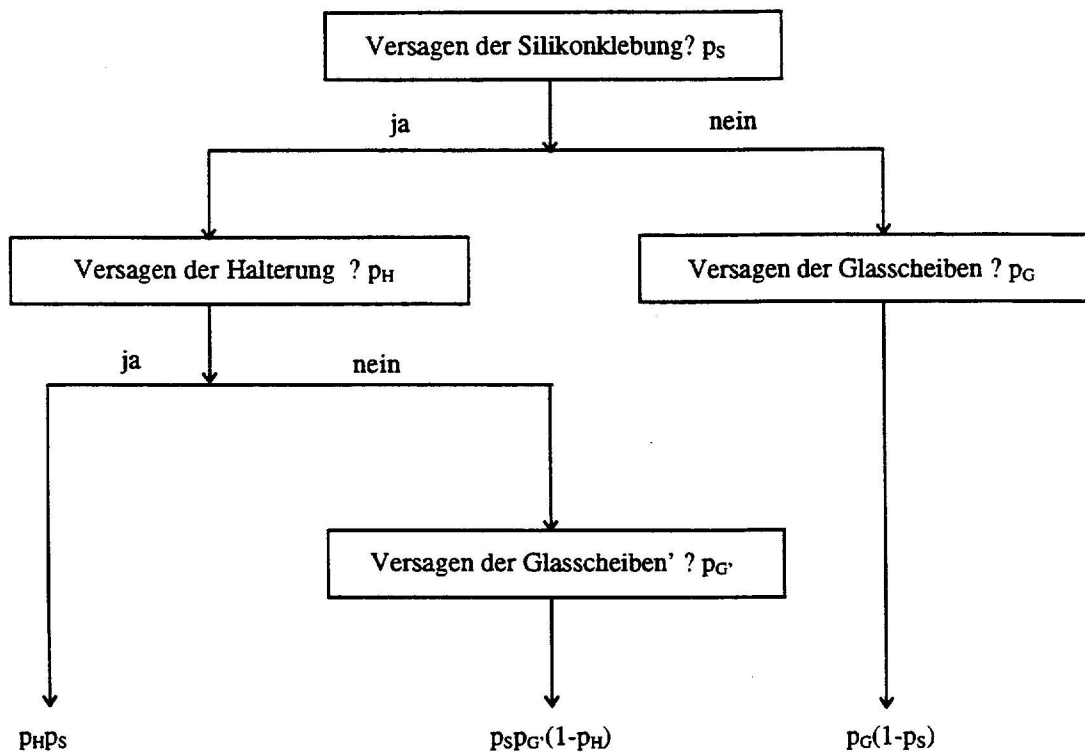 Versagen der Silikonklebung? pS
ja
nein
Versagen der Halterung ? pH
Versagen der Glasscheiben ? pG
ja
nein
Versagen der Glasscheiben' ? pG'
pHpS
pSpG'(1-pH)
pG(1-pS)